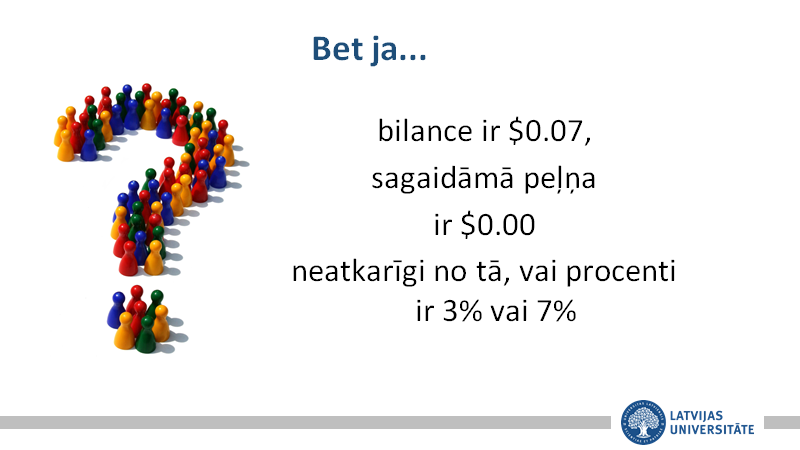 Bet ja...
bilance ir $0.07,
sagaidāmā peļņa
ir $0.00
neatkarīgi no tā, vai procenti
ir 3% vai 7%
LATVIJAS
UNIVERSITĀTE